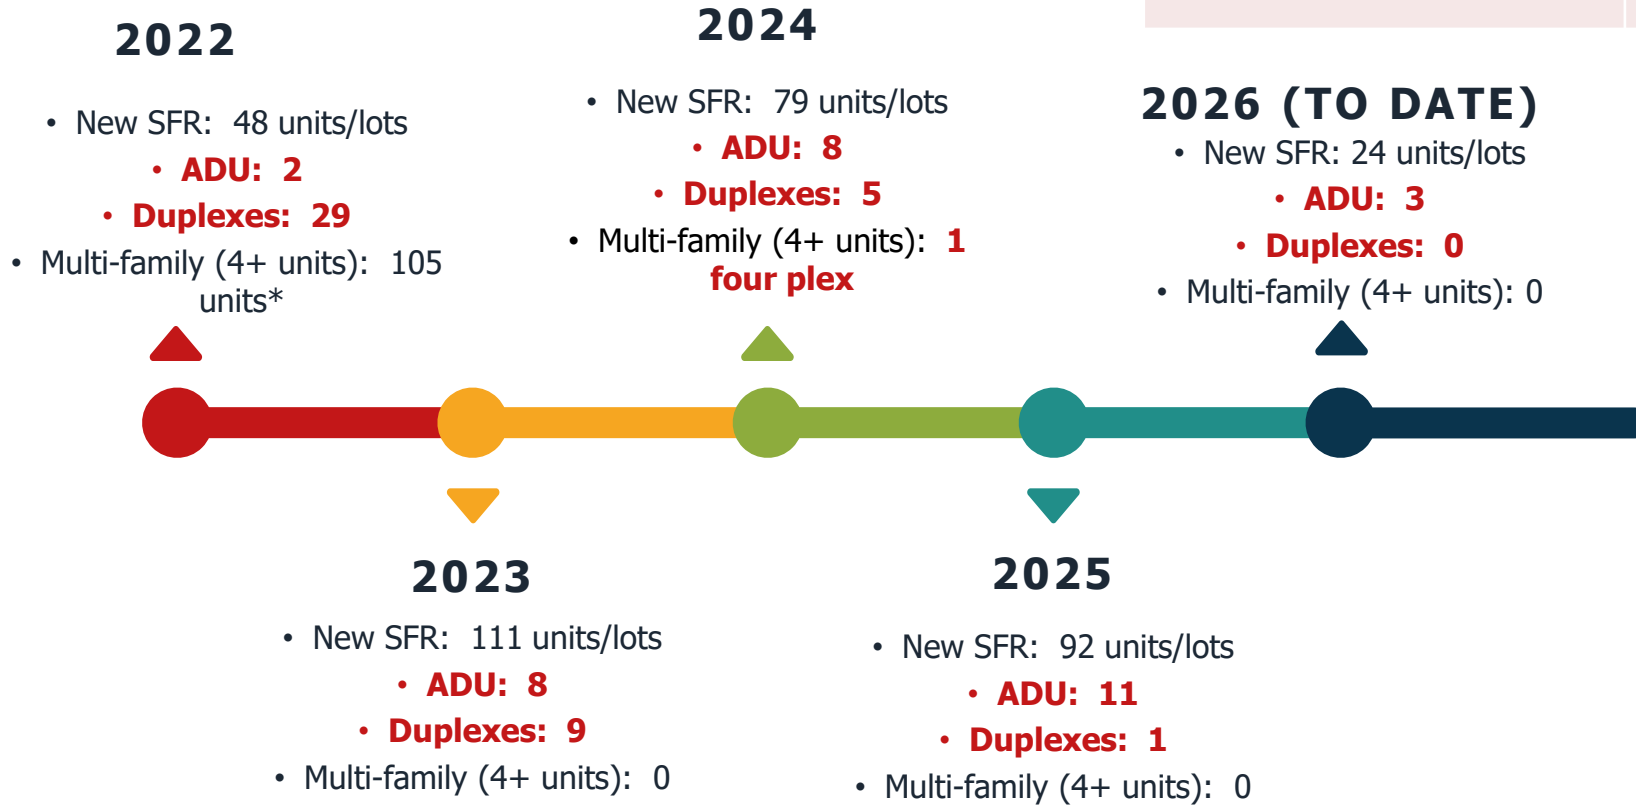 2022
• New SFR: 48 units/lots
• ADU: 2
• Duplexes: 29
• Multi-family (4+ units): 105
units*
2024
• New SFR: 79 units/lots
• ADU: 8
• Duplexes: 5
• Multi-family (4+ units): 1
four plex
2026 (TO DATE)
• New SFR: 24 units/lots
• ADU: 3
• Duplexes: 0
• Multi-family (4+ units): 0
2023
• New SFR: 111 units/lots
• ADU: 8
• Duplexes: 9
• Multi-family (4+ units): 0
2025
• New SFR: 92 units/lots
• ADU: 11
• Duplexes: 1
• Multi-family (4+ units): 0